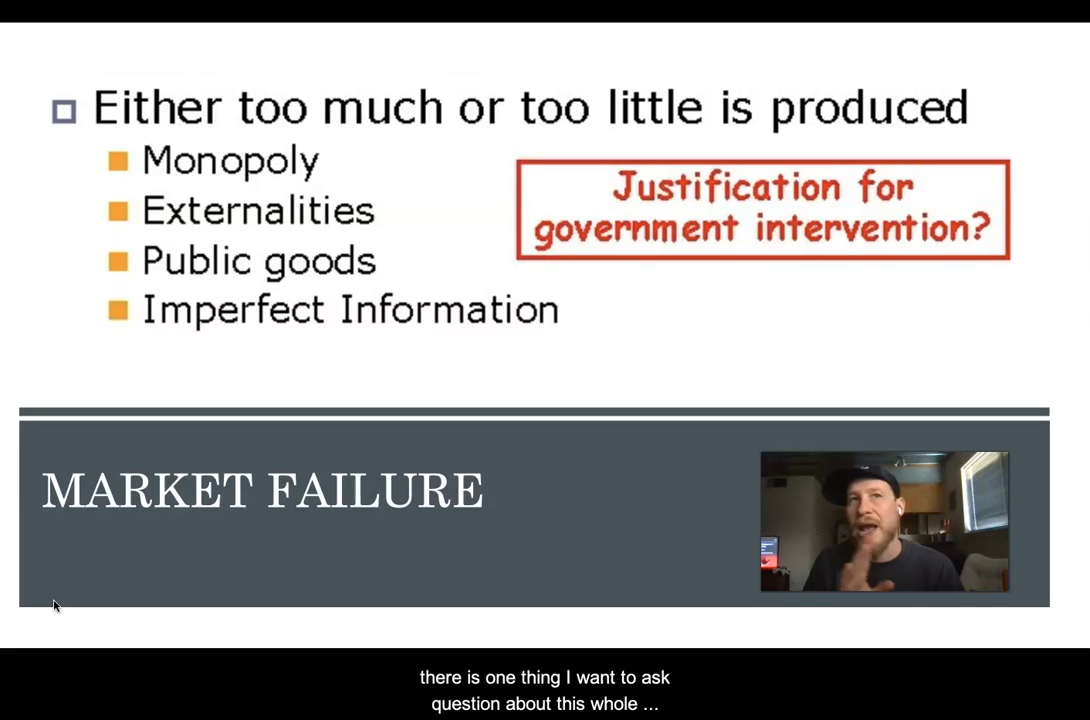 Either too much or too little is produced
Monopoly
Externalities
Public goods
Imperfect Information
Justification for
government intervention?
MARKET FAILURE
there is one thing I want to ask
question about this whole ...